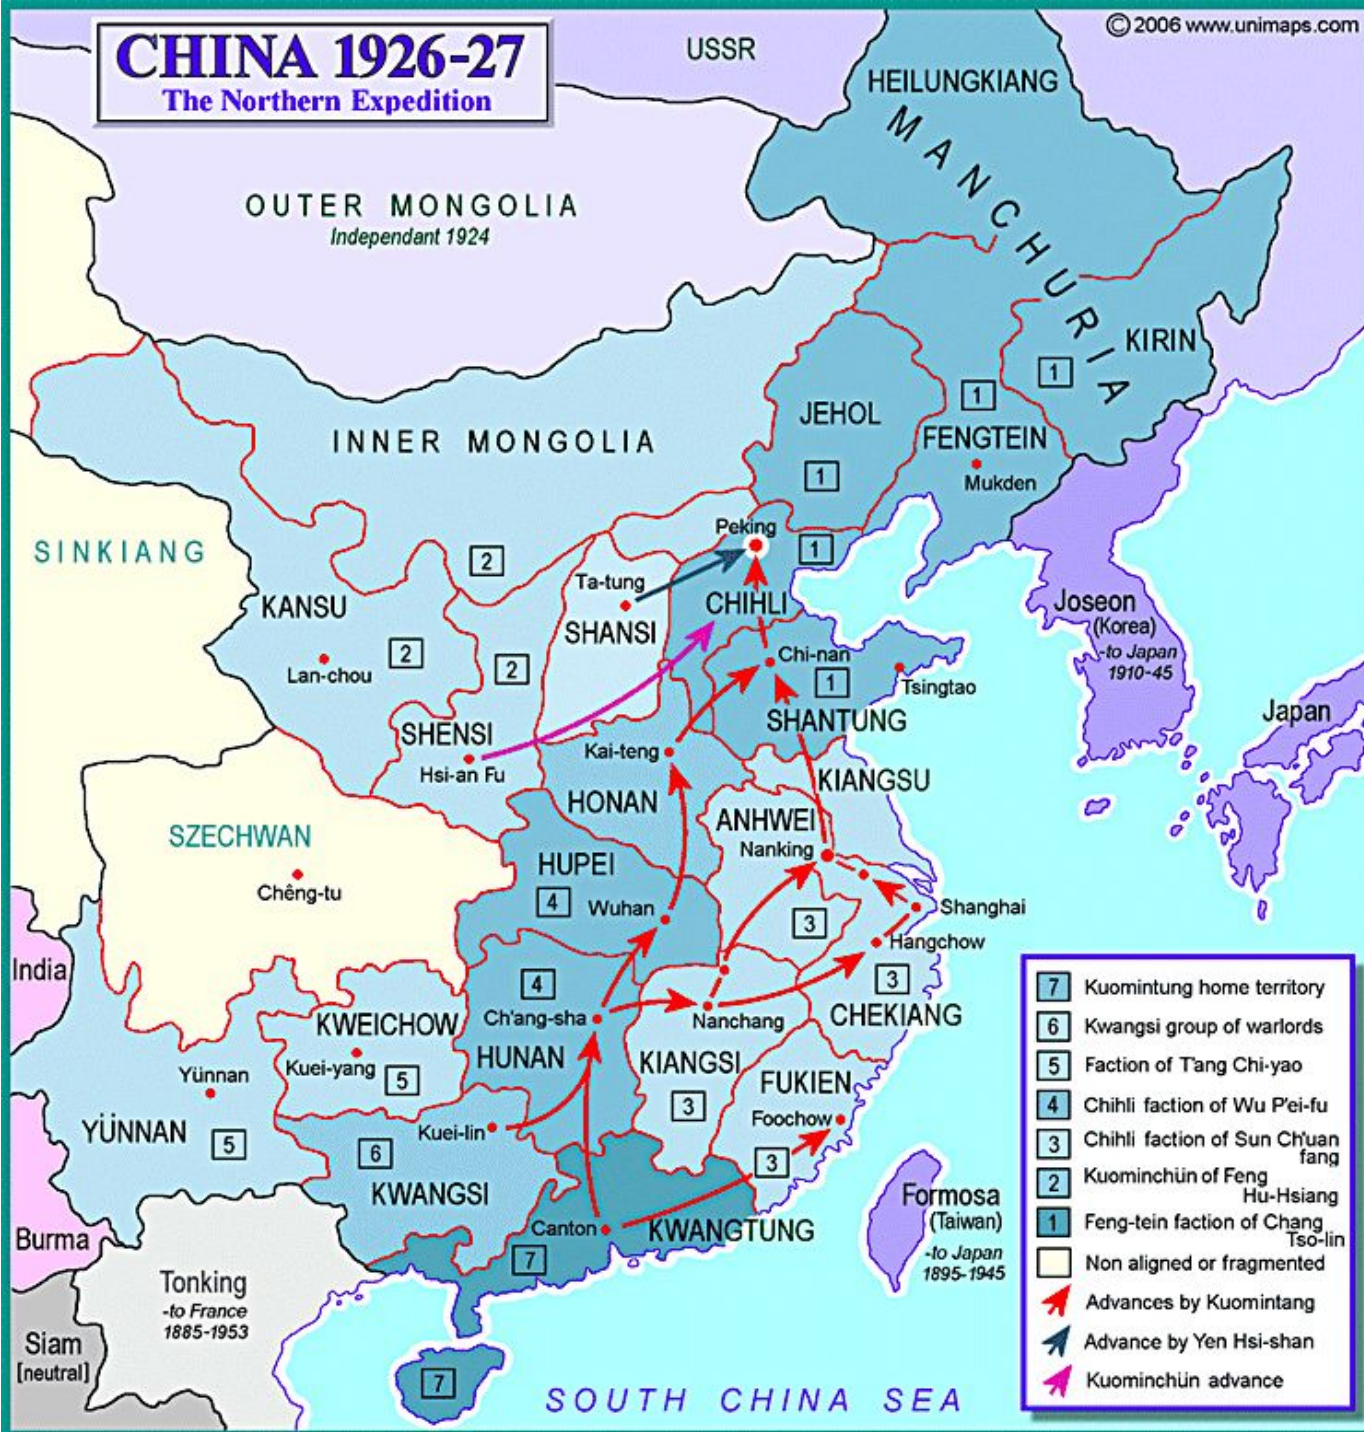 CHINA 1926-27
The Northern Expedition
© 2006 www.unimaps.com
USSR
HEILUNGKIANG
MANCHURIA
OUTER MONGOLIA
Independant 1924
KIRIN
1
JEHOL
1
1
FENGTEIN
Mukden
INNER MONGOLIA
SINKIANG
2
Peking
1
Ta-tung
CHIHLI
KANSU
2
Lan-chou
2
SHANSI
Joseon
(Korea)
-to Japan
1910-45
Chi-nan
1
Tsingtao
SHANTUNG
Japan
SHENSI
Hsi-an Fu
Kai-teng
HONAN
KIANGSU
ANHWEI
Nanking
SZECHWAN
Chêng-tu
HUPEI
4
Wuhan
3
Shanghai
Hangchow
3
CHEKIANG
India
4
Ch'ang-sha
HUNAN
Nanchang
KIANGSI
3
KWEICHOW
Kuei-yang
5
Yünnan
YÜNNAN
5
FUKIEN
Foochow
3
Kuei-lin
6
KWANGSI
Canton
KWANGTUNG
7
7
Formosa
(Taiwan)
-to Japan
1895-1945
Burma
Tonking
-to France
1885-1953
Siam
[neutral]
SOUTH CHINA SEA
7 Kuomintung home territory
6 Kwangsi group of warlords
5 Faction of T'ang Chi-yao
4 Chihli faction of Wu P'ei-fu
3 Chihli faction of Sun Ch'uan
fang
2 Kuominchün of Feng
Hu-Hsiang
1 Feng-tein faction of Chang
Tso-lin
Non aligned or fragmented
Advances by Kuomintang
Advance by Yen Hsi-shan
Kuominchün advance